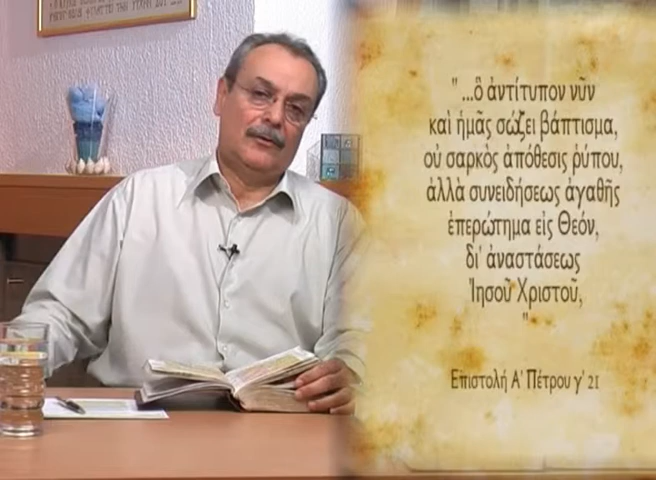 "...ὃ ἀντίτυπον νῦν
καὶ ἡμᾶς σώζει βάπτισμα,
οὐ σαρκὸς ἀπόθεσις ῥύπου,
ἀλλὰ συνειδήσεως ἀγαθῆς
ἐπερώτημα εἰς Θεόν,
δι' ἀναστάσεως
Ἰησοῦ Χριστοῦ,
"
Επιστολή Α' Πέτρου γ' 21